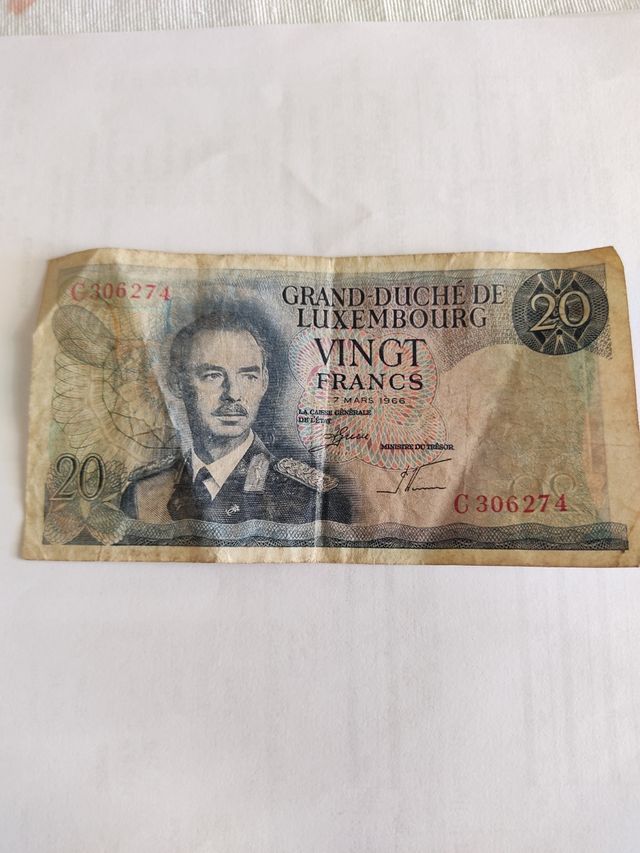 C 306274
GRAND-DUCHÉ DE
LUXEMBOURG
20
VINGT
FRANCS
7 MARS 1966
LA CAISSE GÉNÉRALE
DE L'ÉTAT
MINISTRE DU TRÉSOR
20
C 306274